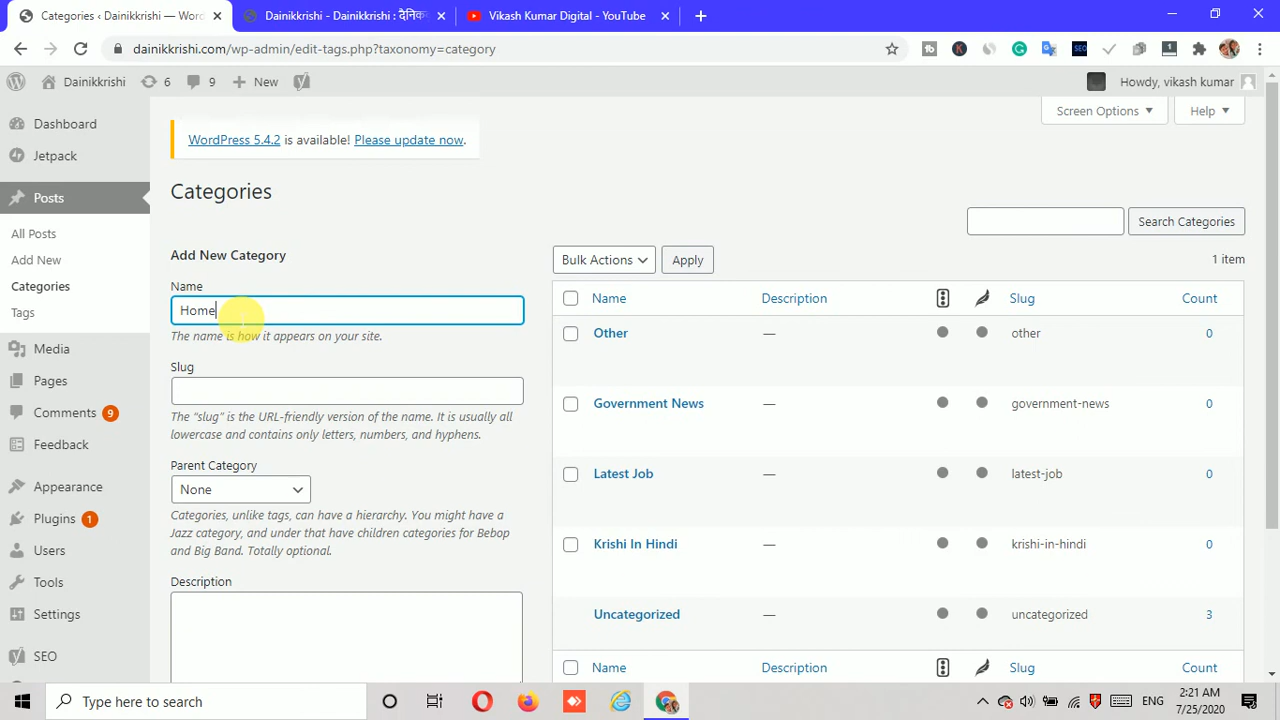 Categories ‹ Dainikkrishi — Word
Dainikkrishi - Dainikkrishi : दैनिक
Vikash Kumar Digital - YouTube
dainikkrishi.com/wp-admin/edit-tags.php?taxonomy=category
Dainikkrishi 6 9 New
Howdy, vikash kumar
Screen Options Help
Dashboard
Jetpack
Posts
All Posts
Add New
Categories
Tags
Media
Pages
Comments 9
Feedback
Appearance
Plugins 1
Users
Tools
Settings
SEO
WordPress 5.4.2 is available! Please update now.
Categories
Search Categories
Add New Category
Name
Home
The name is how it appears on your site.
Slug
The “slug” is the URL-friendly version of the name. It is usually all
lowercase and contains only letters, numbers, and hyphens.
Parent Category
None
Categories, unlike tags, can have a hierarchy. You might have a
Jazz category, and under that have children categories for Bebop
and Big Band. Totally optional.
Description
Bulk Actions Apply 1 item
Name Description Slug Count
Other — other 0
Government News — government-news 0
Latest Job — latest-job 0
Krishi In Hindi — krishi-in-hindi 0
Uncategorized — uncategorized 3
Name Description Slug Count
Type here to search
ENG
2:21 AM
7/25/2020